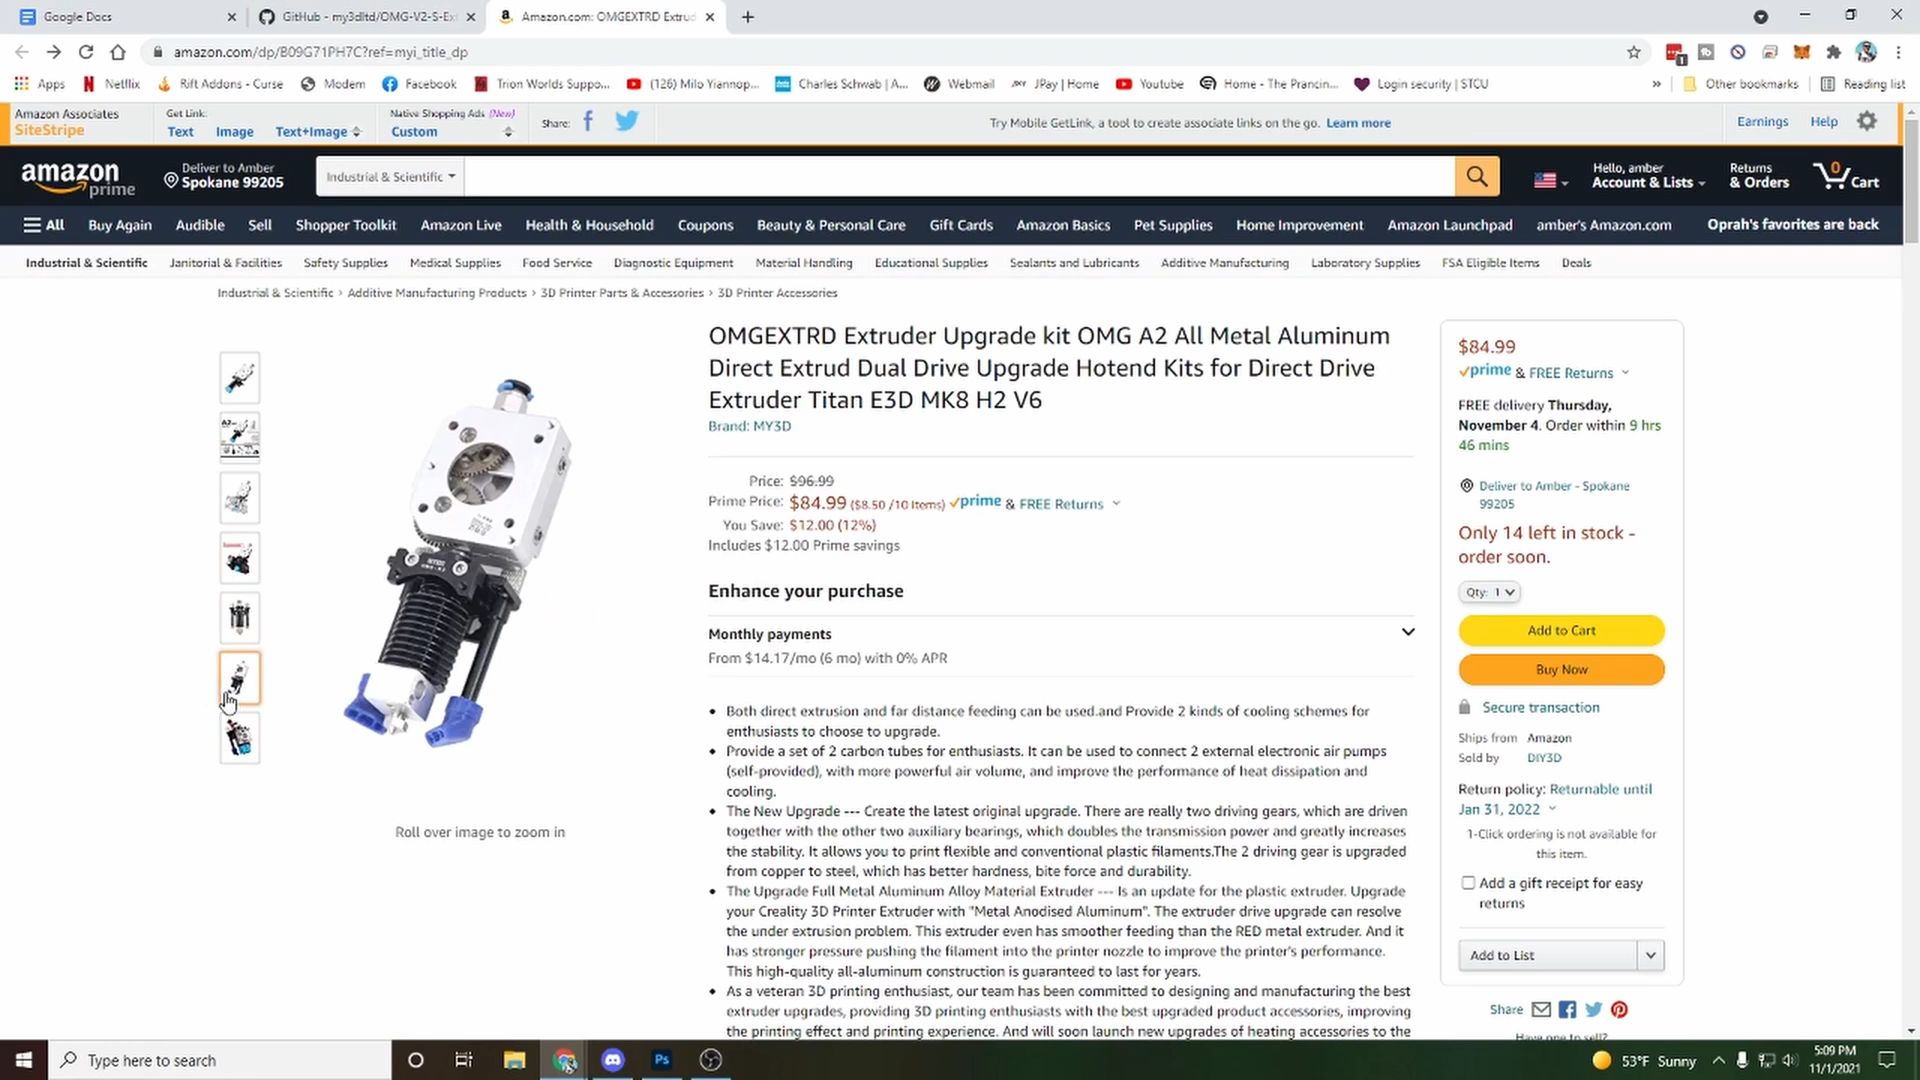 Google Docs
GitHub - my3dltd/OMG-V2-S-Ext
Amazon.com: OMGEXTRD Extrud
amazon.com/dp/B09G71PH7C?ref=myi_title_dp
Apps
Netflix
Rift Addons - Curse
Modem
Facebook
Trion Worlds Suppo...
(126) Milo Yiannop...
Charles Schwab | A...
Webmail
JPay | Home
Youtube
Home - The Prancin...
Login security | STCU
»
Other bookmarks
Reading list
Amazon Associates
SiteStripe
Get Link:
Text Image Text+Image
Native Shopping Ads (New)
Custom
Share:
Try Mobile GetLink, a tool to create associate links on the go. Learn more
Earnings
Help
amazon
prime
Deliver to Amber
Spokane 99205
Industrial & Scientific
Hello, amber
Account & Lists
Returns
& Orders
0
Cart
All Buy Again Audible Sell Shopper Toolkit Amazon Live Health & Household Coupons Beauty & Personal Care Gift Cards Amazon Basics Pet Supplies Home Improvement Amazon Launchpad amber's Amazon.com Oprah's favorites are back
Industrial & Scientific Janitorial & Facilities Safety Supplies Medical Supplies Food Service Diagnostic Equipment Material Handling Educational Supplies Sealants and Lubricants Additive Manufacturing Laboratory Supplies FSA Eligible Items Deals
Industrial & Scientific › Additive Manufacturing Products › 3D Printer Parts & Accessories › 3D Printer Accessories
Roll over image to zoom in
OMGEXTRD Extruder Upgrade kit OMG A2 All Metal Aluminum
Direct Extrud Dual Drive Upgrade Hotend Kits for Direct Drive
Extruder Titan E3D MK8 H2 V6
Brand: MY3D
Price: $96.99
Prime Price: $84.99 ($8.50 /10 Items) prime & FREE Returns
You Save: $12.00 (12%)
Includes $12.00 Prime savings
Enhance your purchase
Monthly payments
From $14.17/mo (6 mo) with 0% APR
• Both direct extrusion and far distance feeding can be used.and Provide 2 kinds of cooling schemes for
enthusiasts to choose to upgrade.
• Provide a set of 2 carbon tubes for enthusiasts. It can be used to connect 2 external electronic air pumps
(self-provided), with more powerful air volume, and improve the performance of heat dissipation and
cooling.
• The New Upgrade --- Create the latest original upgrade. There are really two driving gears, which are driven
together with the other two auxiliary bearings, which doubles the transmission power and greatly increases
the stability. It allows you to print flexible and conventional plastic filaments.The 2 driving gear is upgraded
from copper to steel, which has better hardness, bite force and durability.
• The Upgrade Full Metal Aluminum Alloy Material Extruder --- Is an update for the plastic extruder. Upgrade
your Creality 3D Printer Extruder with "Metal Anodised Aluminum". The extruder drive upgrade can resolve
the under extrusion problem. This extruder even has smoother feeding than the RED metal extruder. And it
has stronger pressure pushing the filament into the printer nozzle to improve the printer's performance.
This high-quality all-aluminum construction is guaranteed to last for years.
• As a veteran 3D printing enthusiast, our team has been committed to designing and manufacturing the best
extruder upgrades, providing 3D printing enthusiasts with the best upgraded product accessories, improving
the printing effect and printing experience. And will soon launch new upgrades of heating accessories to the
$84.99
prime & FREE Returns
FREE delivery Thursday,
November 4. Order within 9 hrs
46 mins
Deliver to Amber - Spokane
99205
Only 14 left in stock -
order soon.
Qty: 1
Add to Cart
Buy Now
Secure transaction
Ships from Amazon
Sold by DIY3D
Return policy: Returnable until
Jan 31, 2022
1-Click ordering is not available for
this item.
Add a gift receipt for easy
returns
Add to List
Share
Have one to sell?
Type here to search
Ps
53°F Sunny
5:09 PM
11/1/2021